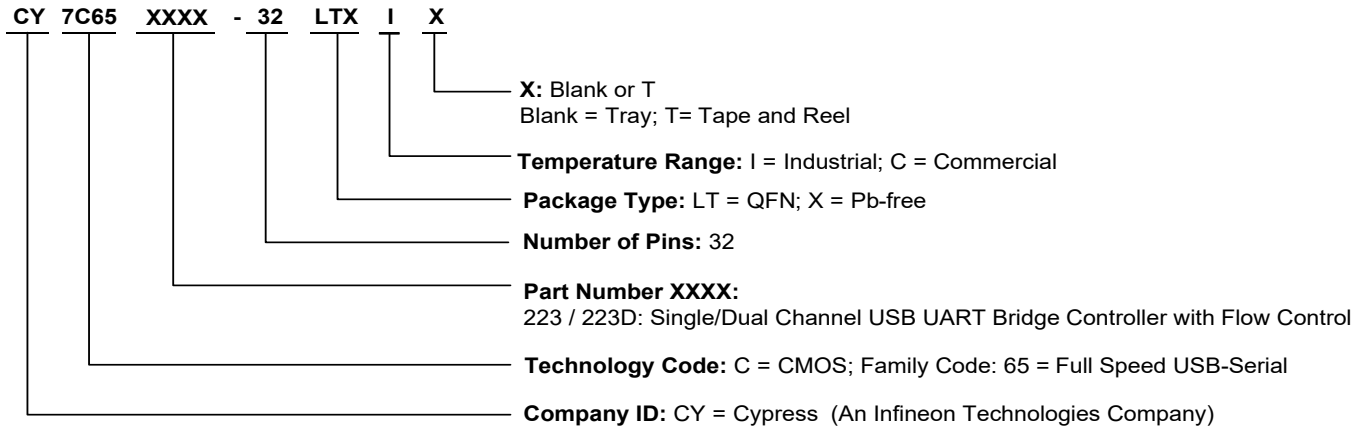 CY 7C65 XXXX - 32 LTX I X
X: Blank or T
Blank = Tray; T= Tape and Reel
Temperature Range: I = Industrial; C = Commercial
Package Type: LT = QFN; X = Pb-free
Number of Pins: 32
Part Number XXXX:
223 / 223D: Single/Dual Channel USB UART Bridge Controller with Flow Control
Technology Code: C = CMOS; Family Code: 65 = Full Speed USB-Serial
Company ID: CY = Cypress (An Infineon Technologies Company)